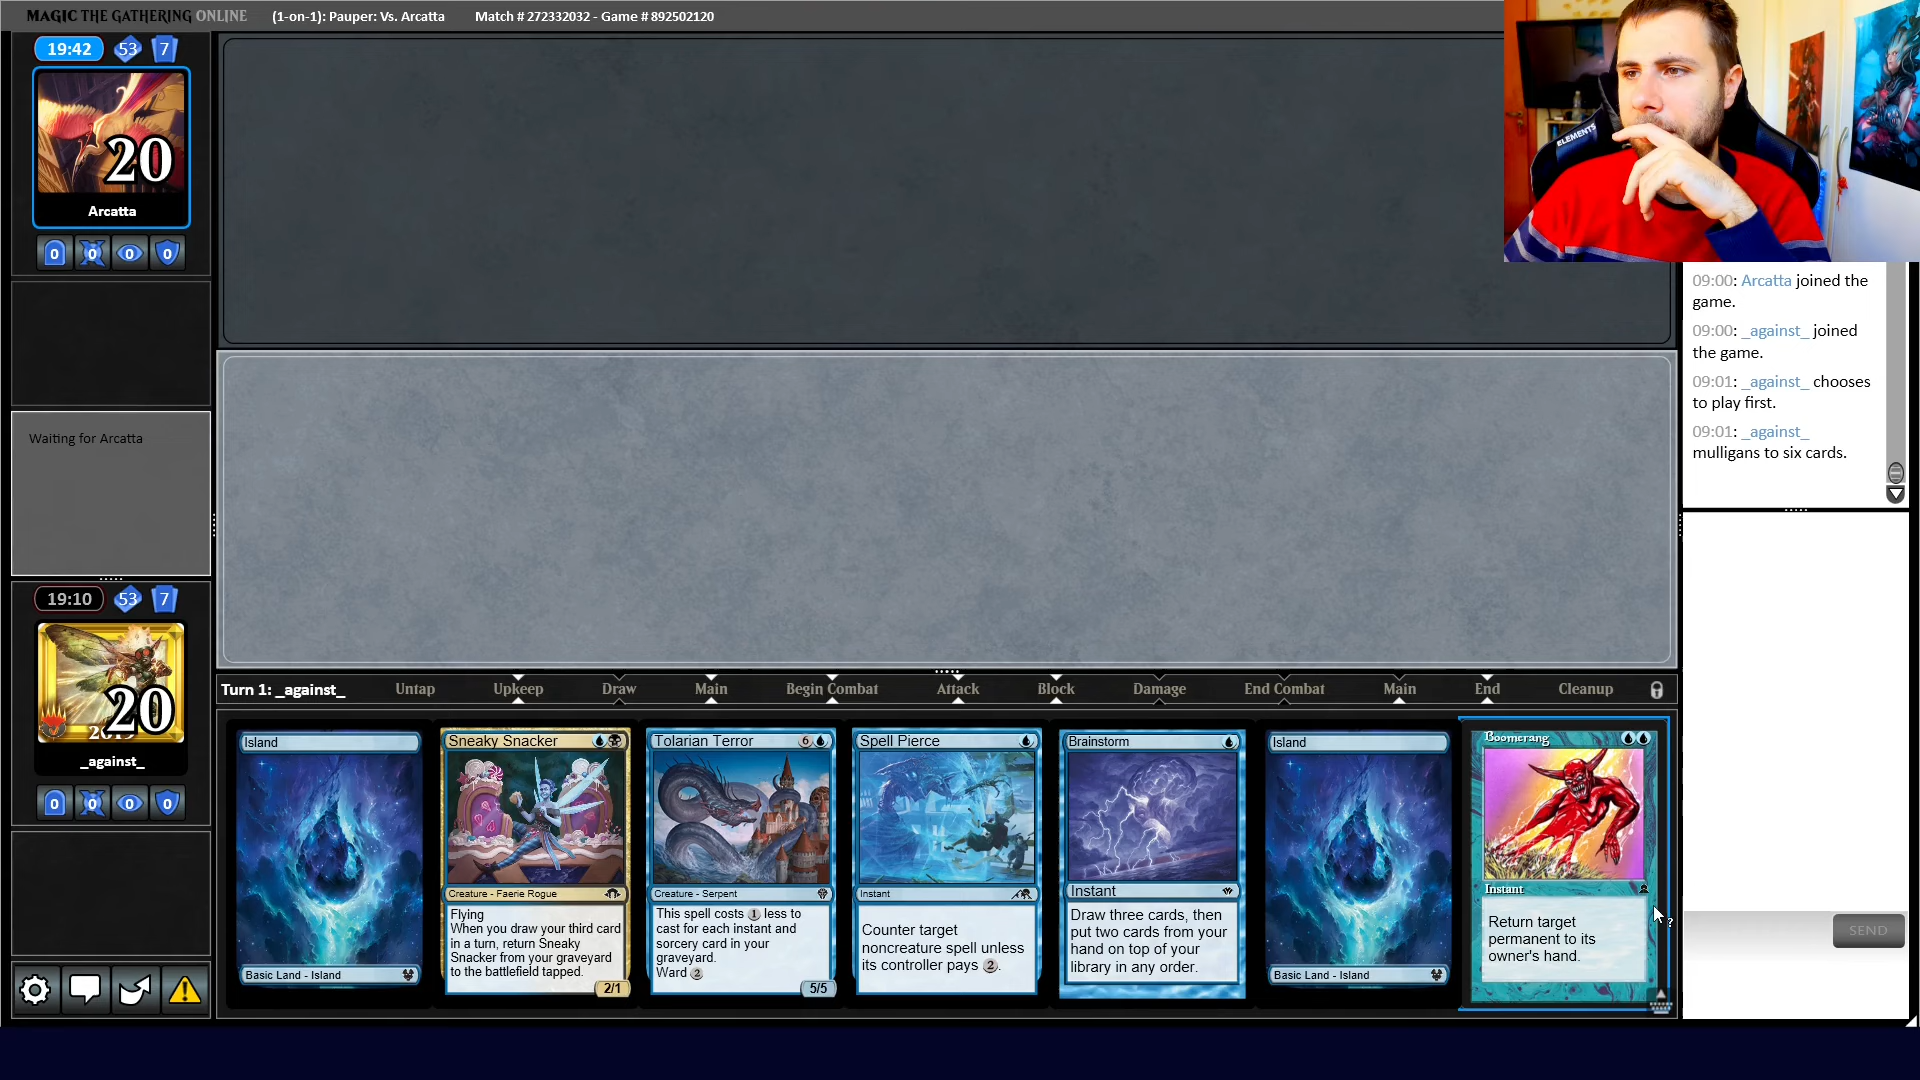 MAGIC THE GATHERING ONLINE (1-on-1): Pauper: Vs. Arcatta Match # 272332032 - Game # 892502120
19:42 53 7
20
Arcatta
0 0 0 0
Waiting for Arcatta
19:10 53 7
20
_against_
0 0 0 0
ELEMENTS
09:00: Arcatta joined the
game.
09:00: _against_ joined
the game.
09:01: _against_ chooses
to play first.
09:01: _against_
mulligans to six cards.
SEND
Turn 1: _against_ Untap Upkeep Draw Main Begin Combat Attack Block Damage End Combat Main End Cleanup
Island
Basic Land - Island
Sneaky Snacker
Creature - Faerie Rogue
Flying
When you draw your third card
in a turn, return Sneaky
Snacker from your graveyard
to the battlefield tapped.
2/1
Tolarian Terror 6
Creature - Serpent
This spell costs 1 less to
cast for each instant and
sorcery card in your
graveyard.
Ward 2
5/5
Spell Pierce
Instant
Counter target
noncreature spell unless
its controller pays 2.
Brainstorm
Instant
Draw three cards, then
put two cards from your
hand on top of your
library in any order.
Island
Basic Land - Island
Boomerang
Instant
Return target
permanent to its
owner's hand.